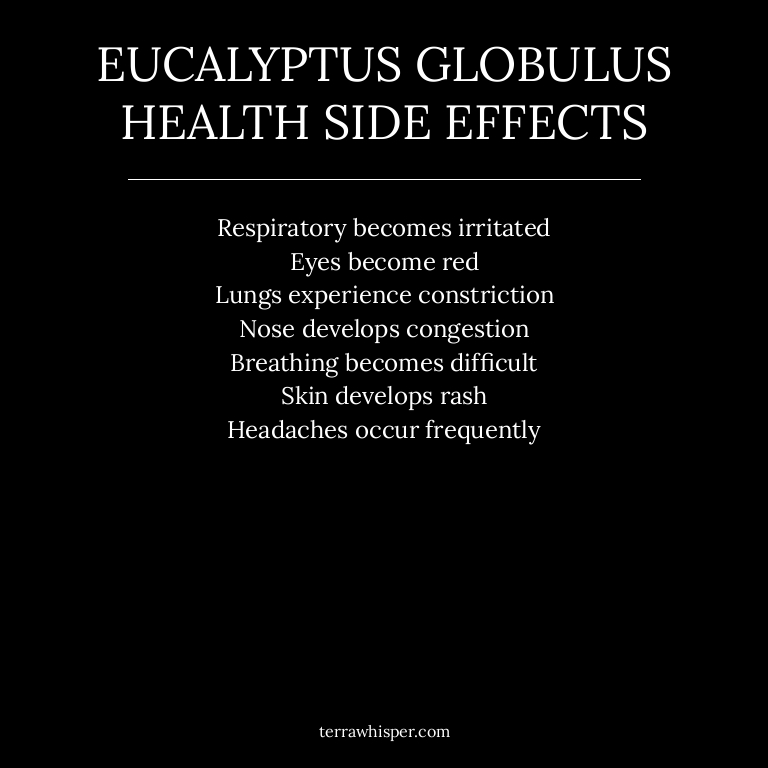 EUCALYPTUS GLOBULUS
HEALTH SIDE EFFECTS
Respiratory becomes irritated
Eyes become red
Lungs experience constriction
Nose develops congestion
Breathing becomes difficult
Skin develops rash
Headaches occur frequently
terrawhisper.com